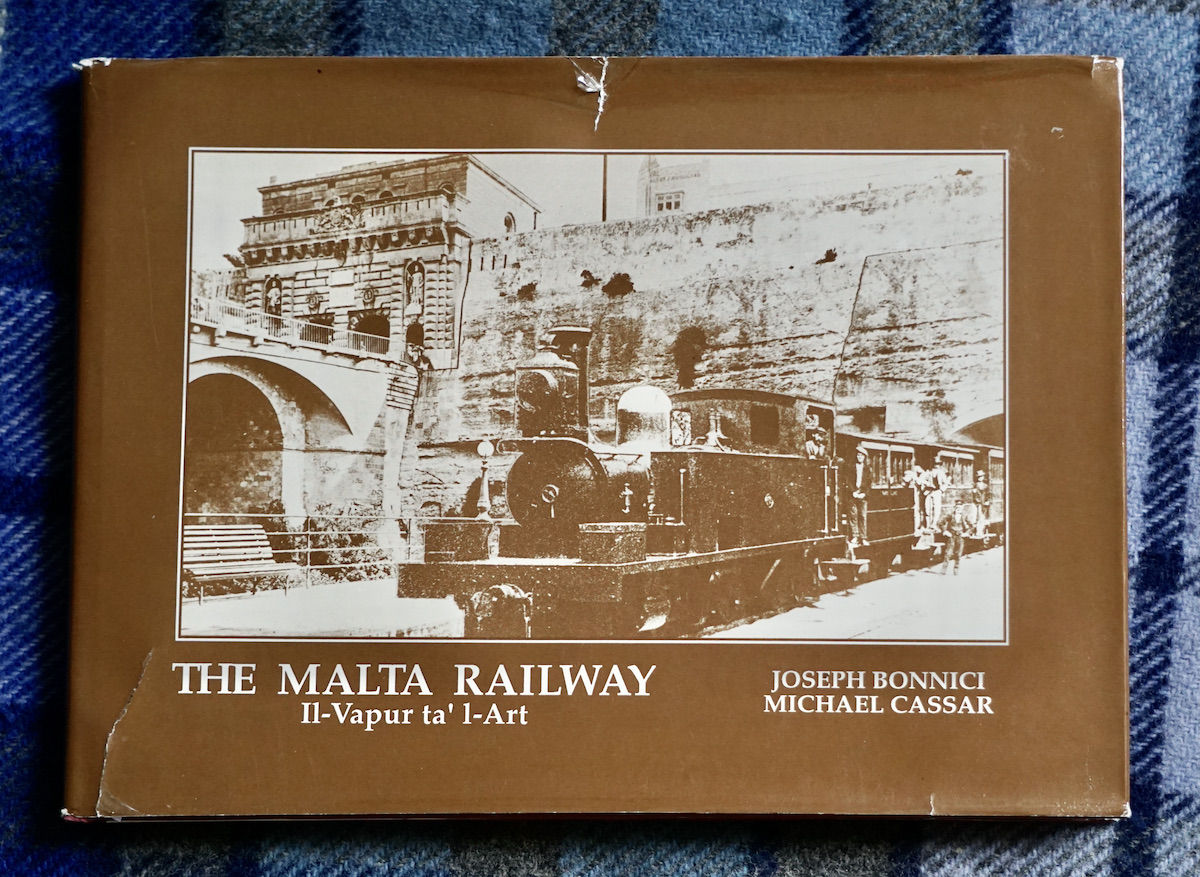 THE MALTA RAILWAY
Il-Vapur ta' l-Art
JOSEPH BONNICI
MICHAEL CASSAR